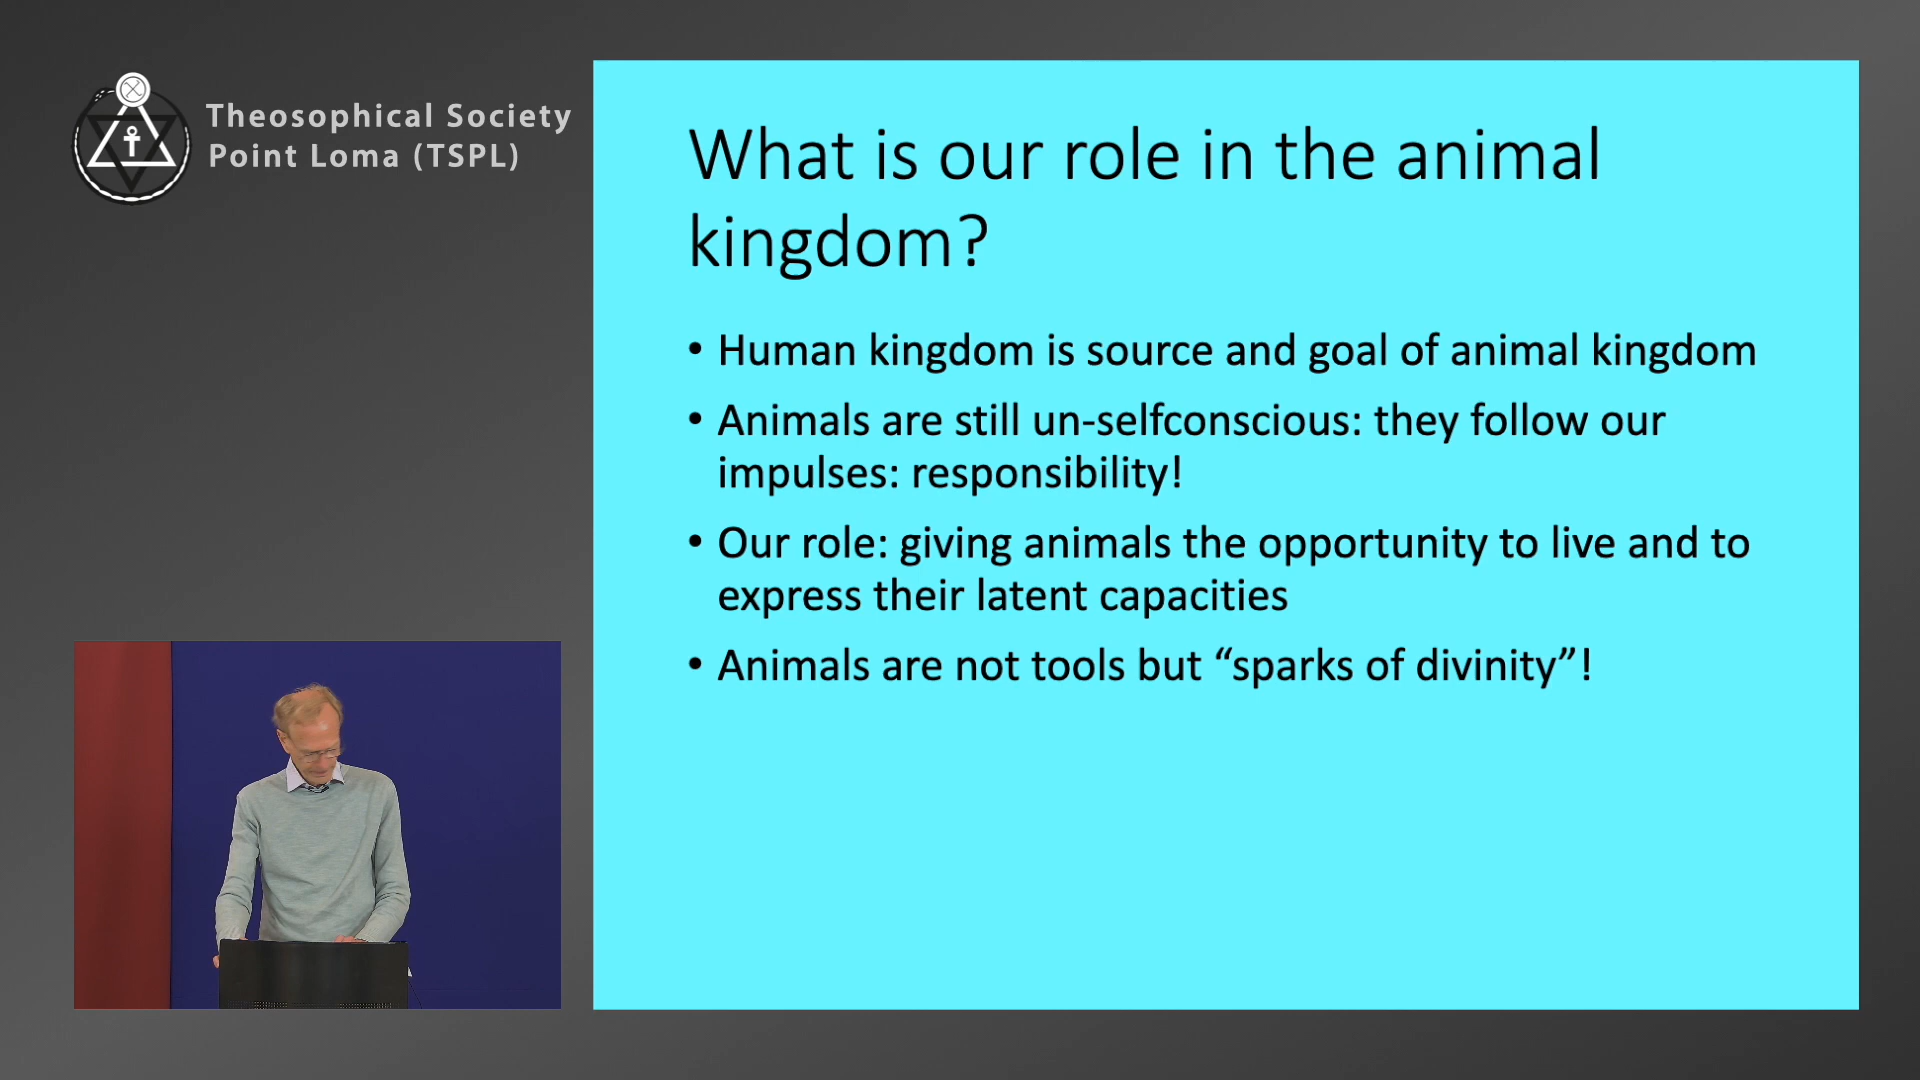 Theosophical Society
Point Loma (TSPL)
What is our role in the animal
kingdom?
• Human kingdom is source and goal of animal kingdom
• Animals are still un-selfconscious: they follow our
impulses: responsibility!
• Our role: giving animals the opportunity to live and to
express their latent capacities
• Animals are not tools but “sparks of divinity”!